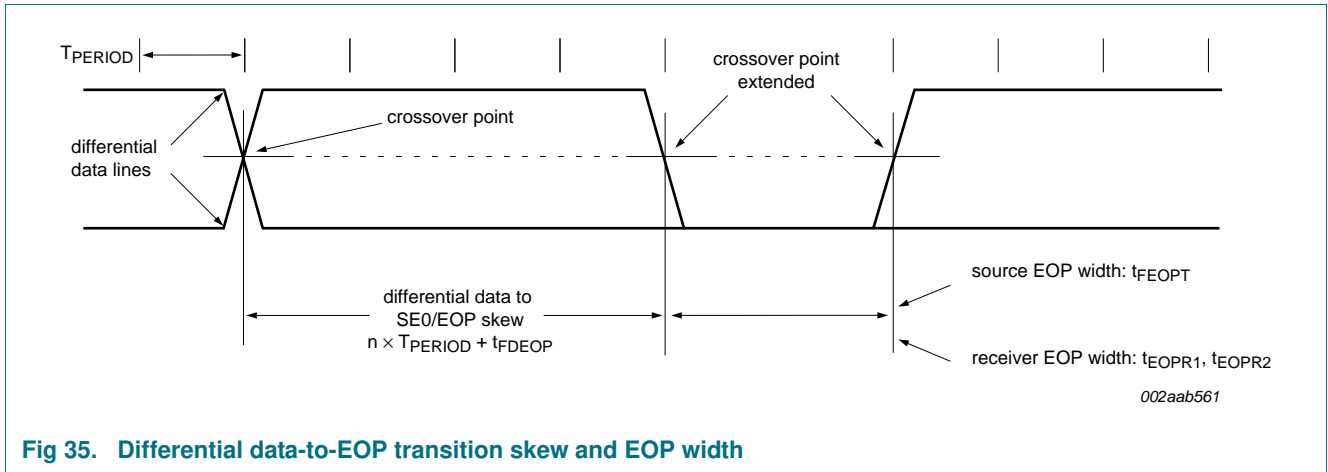 TPERIOD
crossover point
extended
crossover point
differential
data lines
source EOP width: tFEOPT
differential data to
SE0/EOP skew
n × TPERIOD + tFDEOP
receiver EOP width: tEOPR1, tEOPR2
002aab561
Fig 35. Differential data-to-EOP transition skew and EOP width